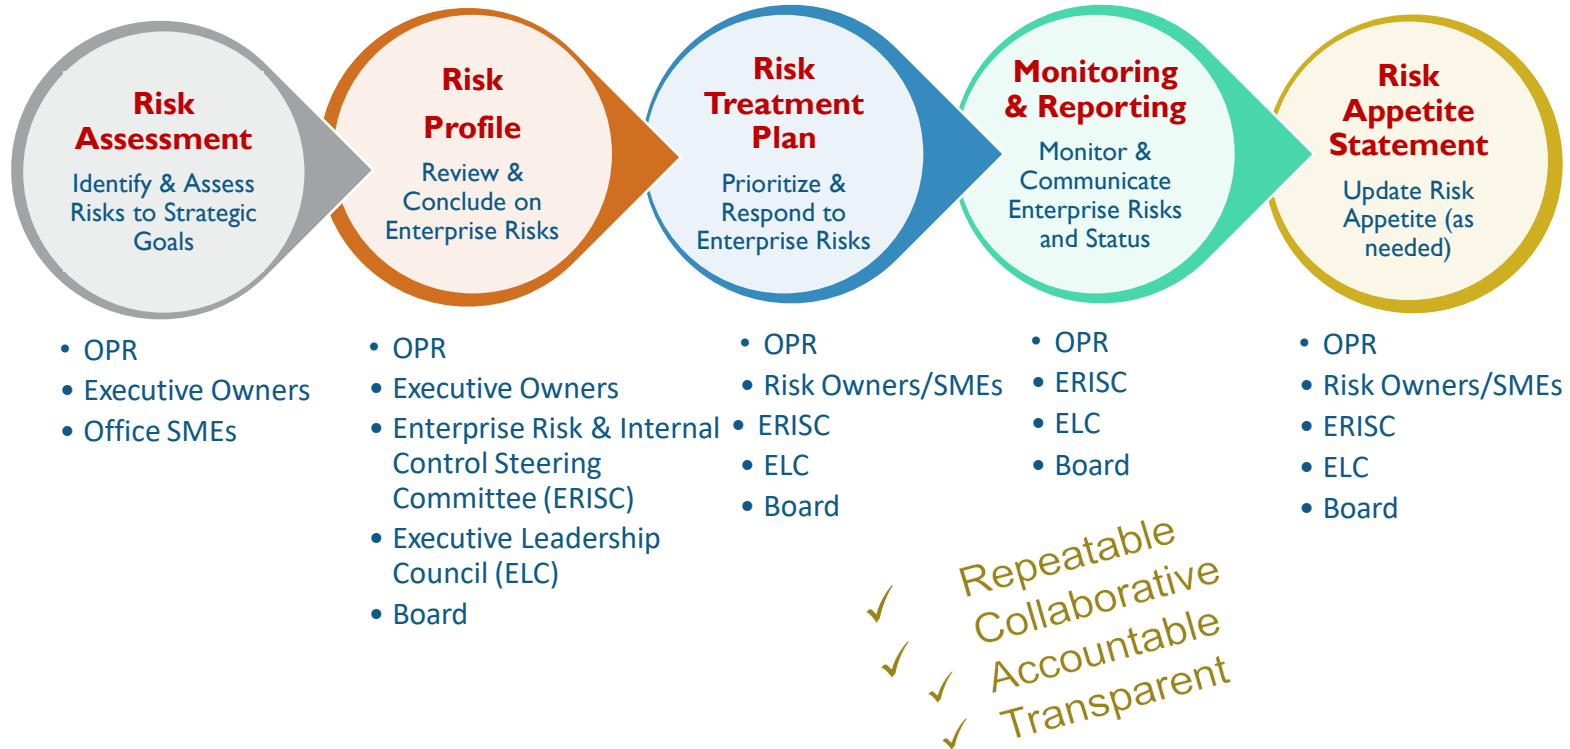 Risk
Assessment
Identify & Assess
Risks to Strategic
Goals
Risk
Profile
Review &
Conclude on
Enterprise Risks
Risk
Treatment
Plan
Prioritize &
Respond to
Enterprise Risks
Monitoring
& Reporting
Monitor &
Communicate
Enterprise Risks
and Status
Risk
Appetite
Statement
Update Risk
Appetite (as
needed)
• OPR
• Executive Owners
• Office SMEs
• OPR
• Executive Owners
• Enterprise Risk & Internal
Control Steering
Committee (ERISC)
• Executive Leadership
Council (ELC)
• Board
• OPR
• Risk Owners/SMEs
• ERISC
• ELC
• Board
• OPR
• ERISC
• ELC
• Board
• OPR
• Risk Owners/SMEs
• ERISC
• ELC
• Board
✓ Repeatable
✓ Collaborative
✓ Accountable
✓ Transparent